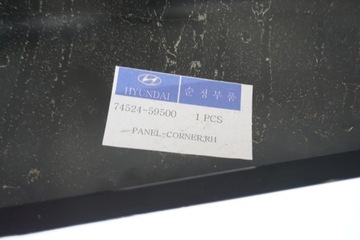 HYUNDAI 순정부품
74524-59500 1 PCS
PANEL-CORNER,RH